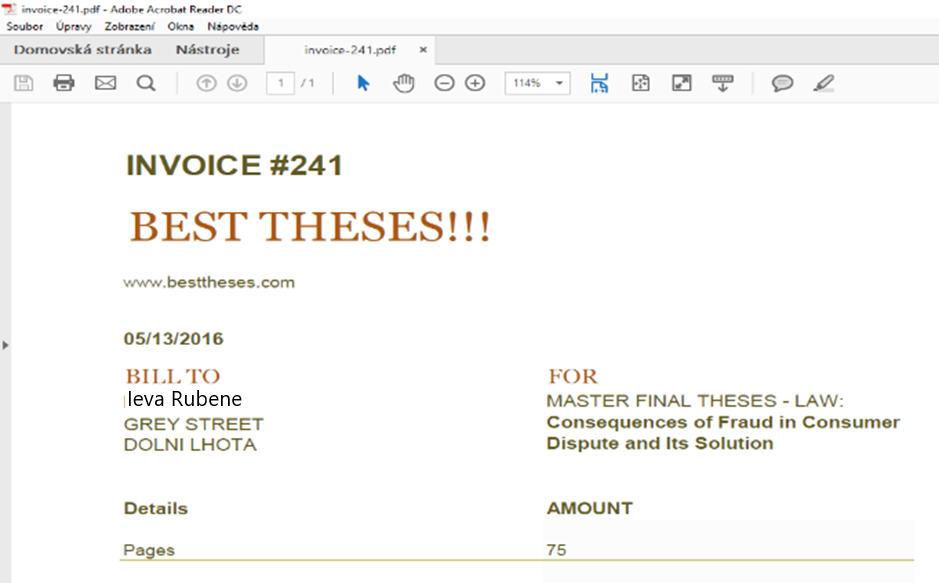 invoice-241.pdf - Adobe Acrobat Reader DC
Soubor Úpravy Zobrazení Okna Nápověda
Domovská stránka Nástroje invoice-241.pdf ×
1 / 1 114%
INVOICE #241
BEST THESES!!!
www.besttheses.com
05/13/2016
BILL TO
Ieva Rubene
GREY STREET
DOLNI LHOTA
FOR
MASTER FINAL THESES - LAW:
Consequences of Fraud in Consumer
Dispute and Its Solution
Details AMOUNT
Pages 75